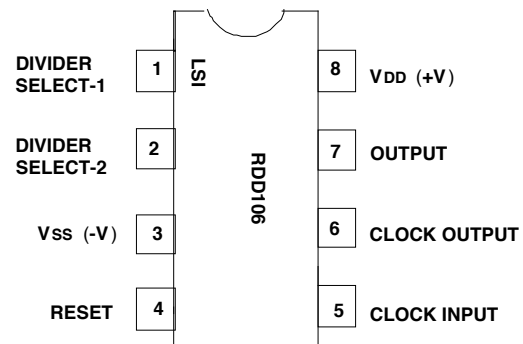 DIVIDER
SELECT-1
1
LSI
8
VDD (+V)
DIVIDER
SELECT-2
2
RDD106
7
OUTPUT
VSS (-V)
3
6
CLOCK OUTPUT
RESET
4
5
CLOCK INPUT